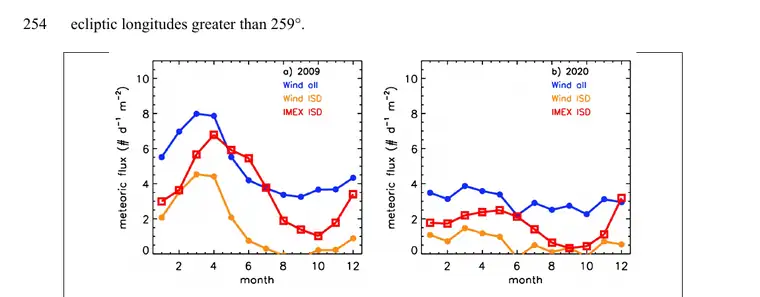 254 ecliptic longitudes greater than 259°.
a) 2009
Wind all
Wind ISD
IMEX ISD
meteoric flux (# d⁻¹ m⁻²)
10
8
6
4
2
0
2 4 6 8 10 12
month
b) 2020
Wind all
Wind ISD
IMEX ISD
meteoric flux (# d⁻¹ m⁻²)
10
8
6
4
2
0
2 4 6 8 10 12
month